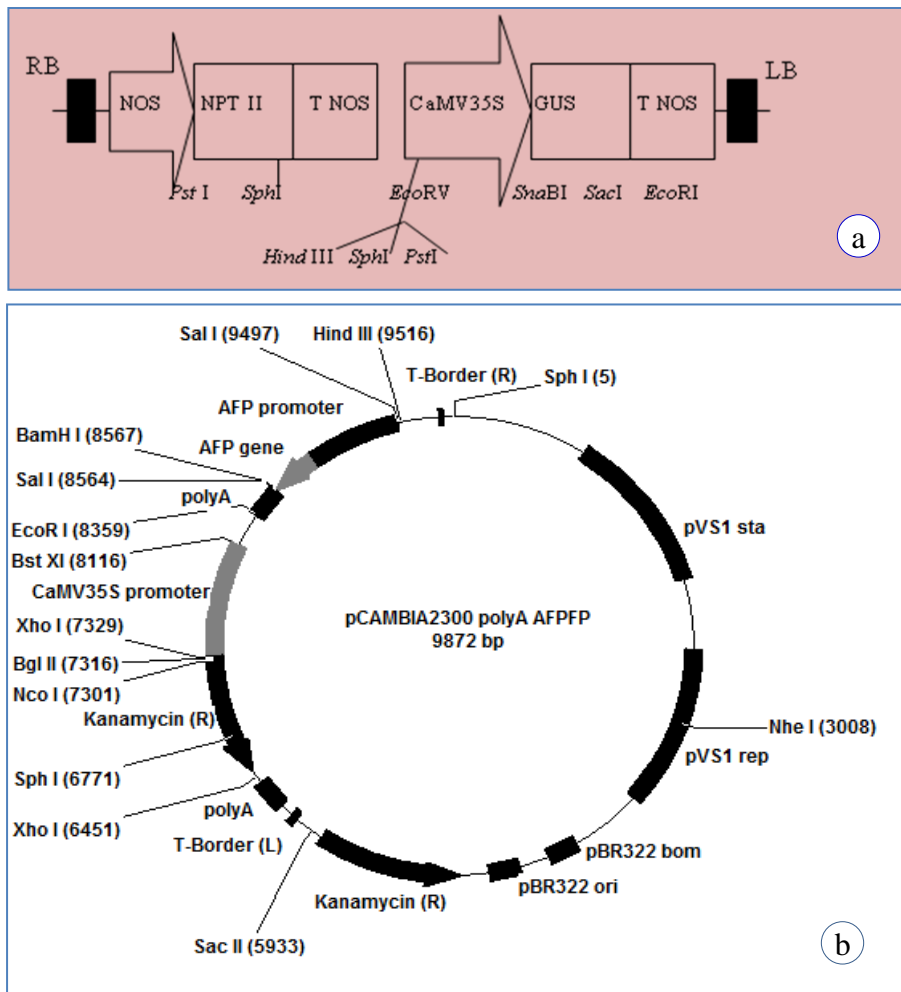 RB
LB
NOS
NPT II
T NOS
CaMV35S
GUS
T NOS
Pst I
SphI
EcoRV
SnaBI
SacI
EcoRI
Hind III
SphI
PstI
a
Sal I (9497)
Hind III (9516)
T-Border (R)
Sph I (5)
AFP promoter
AFP gene
BamH I (8567)
Sal I (8564)
polyA
EcoR I (8359)
Bst XI (8116)
CaMV35S promoter
pVS1 sta
pCAMBIA2300 polyA AFPFP
9872 bp
Xho I (7329)
Bgl II (7316)
Nco I (7301)
Kanamycin (R)
Nhe I (3008)
pVS1 rep
Sph I (6771)
polyA
Xho I (6451)
T-Border (L)
pBR322 bom
pBR322 ori
Kanamycin (R)
Sac II (5933)
b